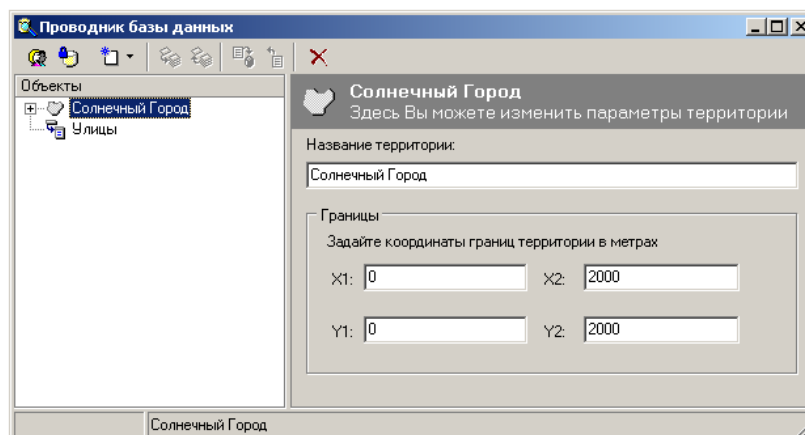 Проводник базы данных
Объекты
Солнечный Город
Улицы
Солнечный Город
Здесь Вы можете изменить параметры территории
Название территории:
Солнечный Город
Границы
Задайте координаты границ территории в метрах
X1: 0 X2: 2000
Y1: 0 Y2: 2000
Солнечный Город